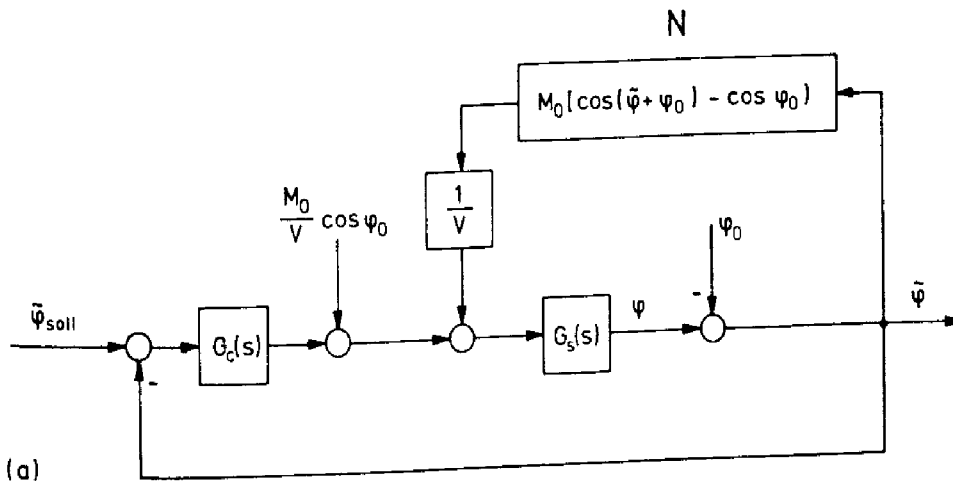 N
M₀[cos(φ̃+φ₀) - cos φ₀)
M₀
V
cos φ₀
1
V
φ₀
-
φ̃soll
Gc(s)
Gs(s)
φ
φ̃
-
(a)